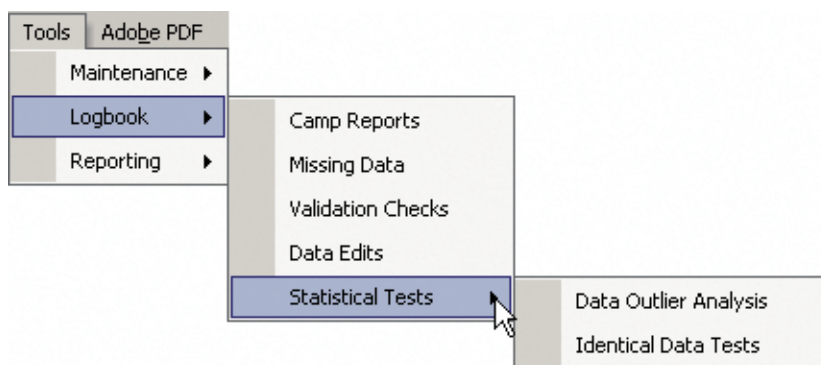 Tools Adobe PDF
Maintenance
Logbook
Reporting
Camp Reports
Missing Data
Validation Checks
Data Edits
Statistical Tests
Data Outlier Analysis
Identical Data Tests